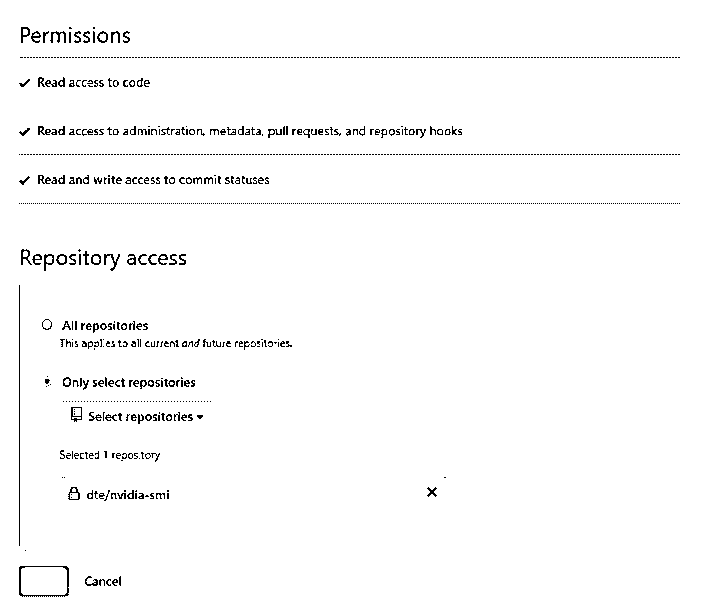 Permissions
Read access to code
Read access to administration, metadata, pull requests, and repository hooks
Read and write access to commit statuses
Repository access
All repositories
This applies to all current and future repositories.
Only select repositories
Select repositories
Selected 1 repository
dte/nvidia-smi
Cancel